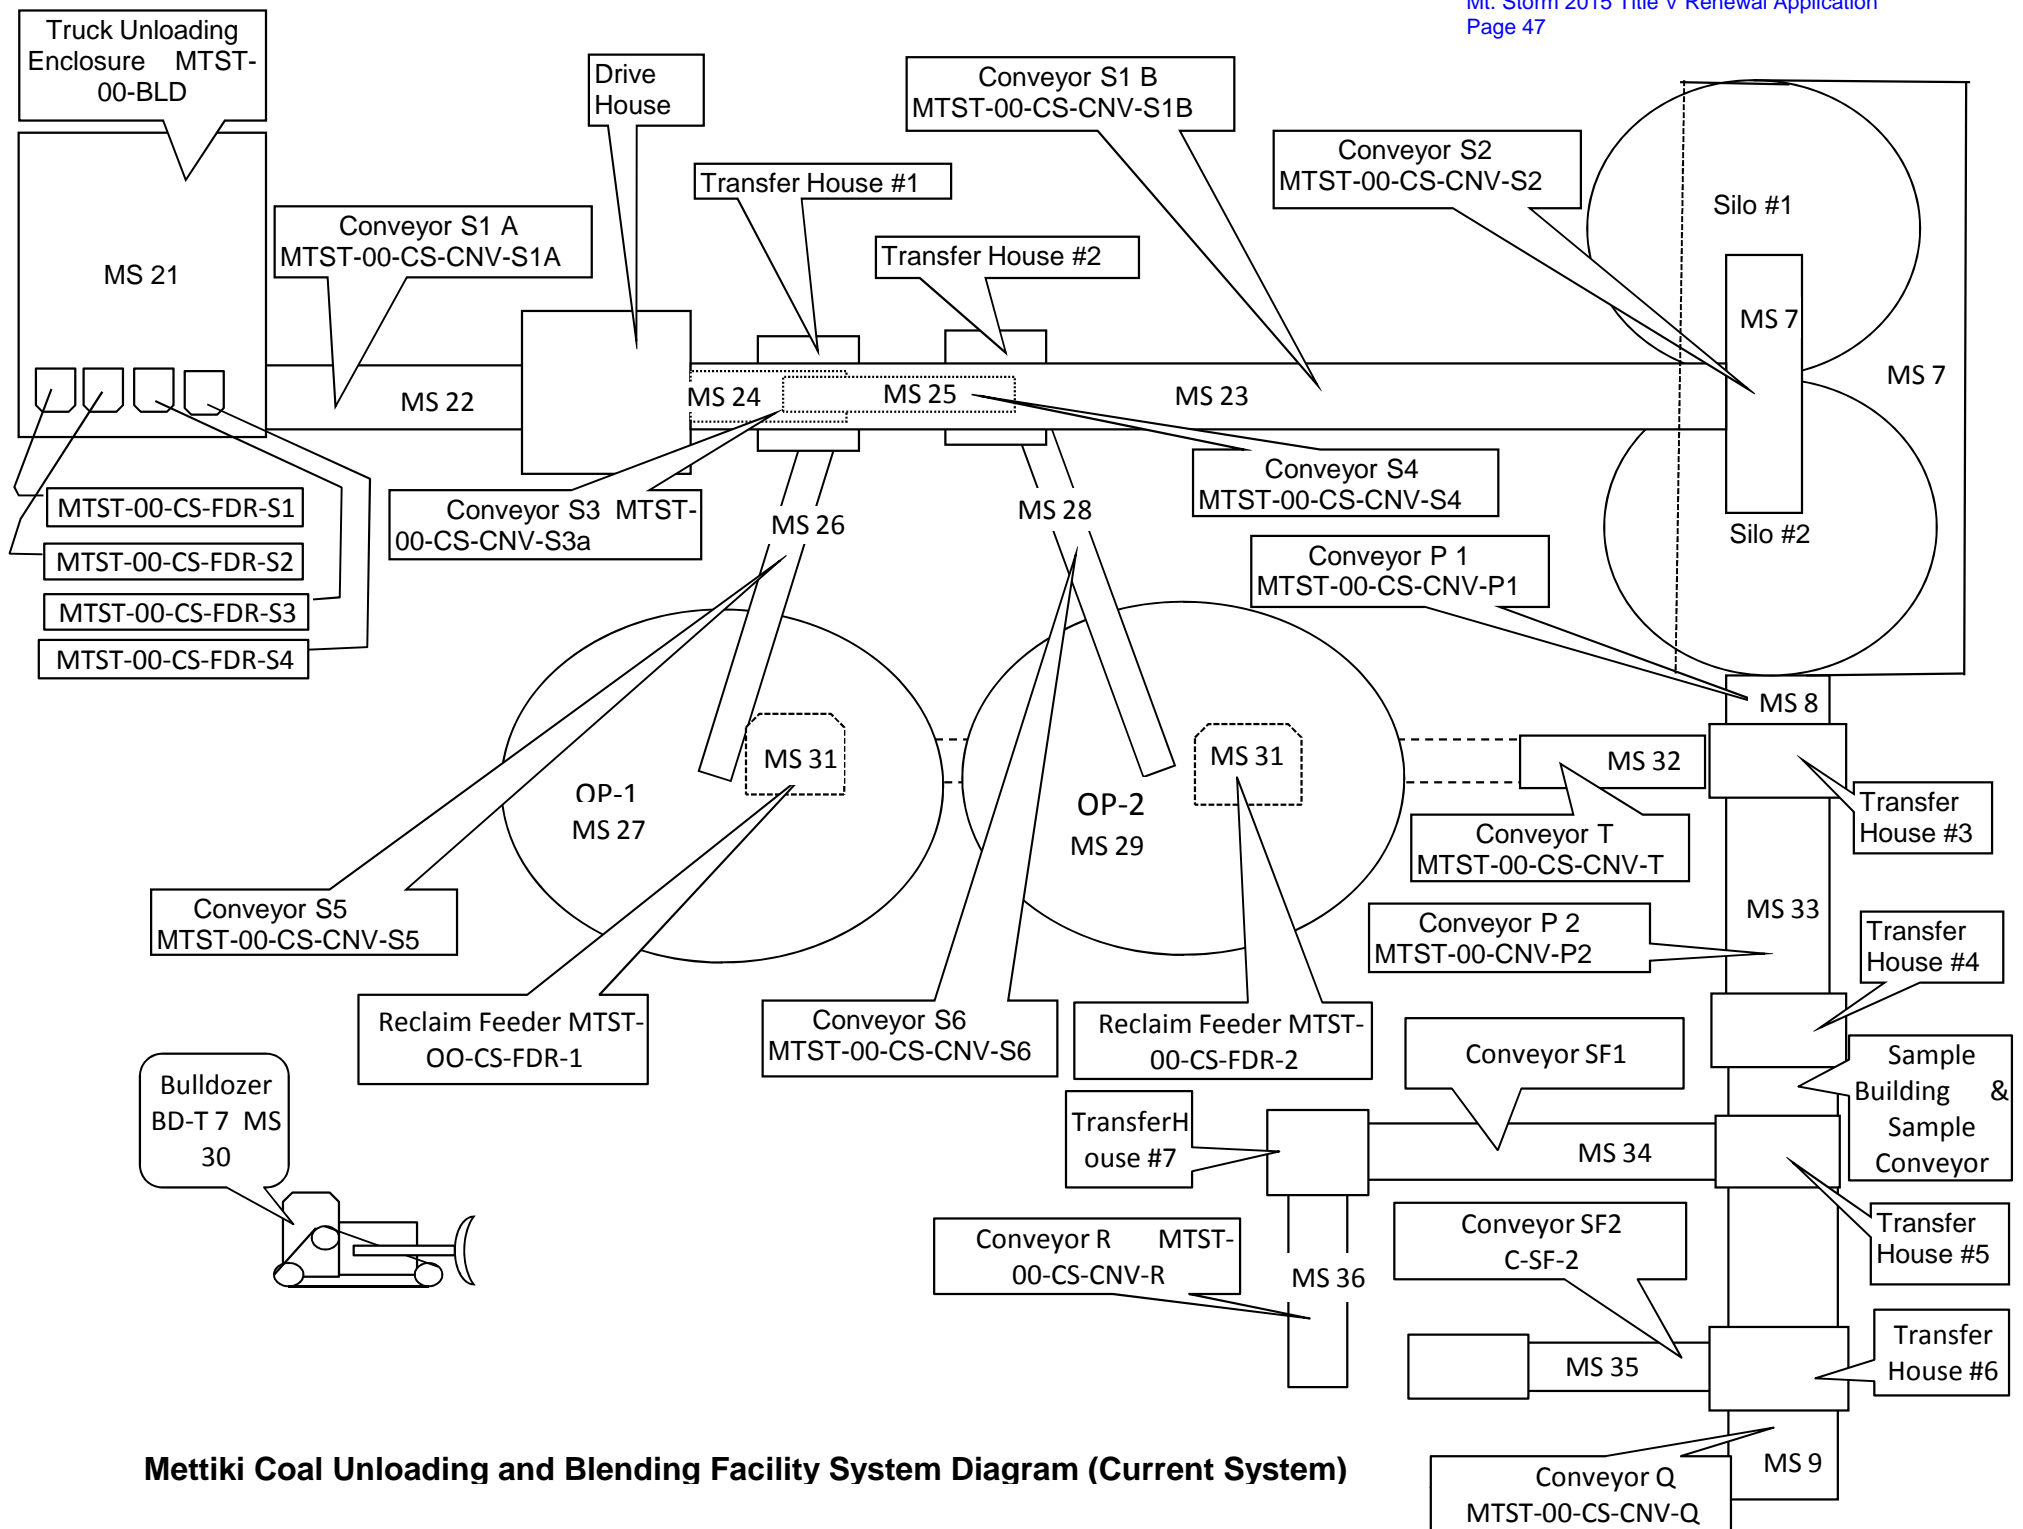 Mt. Storm 2015 Title V Renewal Application
Page 47
Truck Unloading
Enclosure MTST-
00-BLD
Drive
House
Conveyor S1 B
MTST-00-CS-CNV-S1B
Conveyor S2
MTST-00-CS-CNV-S2
Transfer House #1
Silo #1
Conveyor S1 A
MTST-00-CS-CNV-S1A
Transfer House #2
MS 21
MS 7
MS 7
MS 22
MS 24
MS 25
MS 23
Conveyor S4
MTST-00-CS-CNV-S4
MTST-00-CS-FDR-S1
MTST-00-CS-FDR-S2
MTST-00-CS-FDR-S3
MTST-00-CS-FDR-S4
Conveyor S3 MTST-
00-CS-CNV-S3a
MS 26
MS 28
Silo #2
Conveyor P 1
MTST-00-CS-CNV-P1
MS 8
MS 31
MS 31
MS 32
OP-1
MS 27
OP-2
MS 29
Transfer
House #3
Conveyor T
MTST-00-CS-CNV-T
Conveyor S5
MTST-00-CS-CNV-S5
MS 33
Conveyor P 2
MTST-00-CNV-P2
Transfer
House #4
Reclaim Feeder MTST-
OO-CS-FDR-1
Conveyor S6
MTST-00-CS-CNV-S6
Reclaim Feeder MTST-
00-CS-FDR-2
Conveyor SF1
Sample
Building &
Sample
Conveyor
Bulldozer
BD-T 7 MS
30
TransferH
ouse #7
MS 34
Conveyor R MTST-
00-CS-CNV-R
MS 36
Conveyor SF2
C-SF-2
Transfer
House #5
MS 35
Transfer
House #6
Mettiki Coal Unloading and Blending Facility System Diagram (Current System)
MS 9
Conveyor Q
MTST-00-CS-CNV-Q